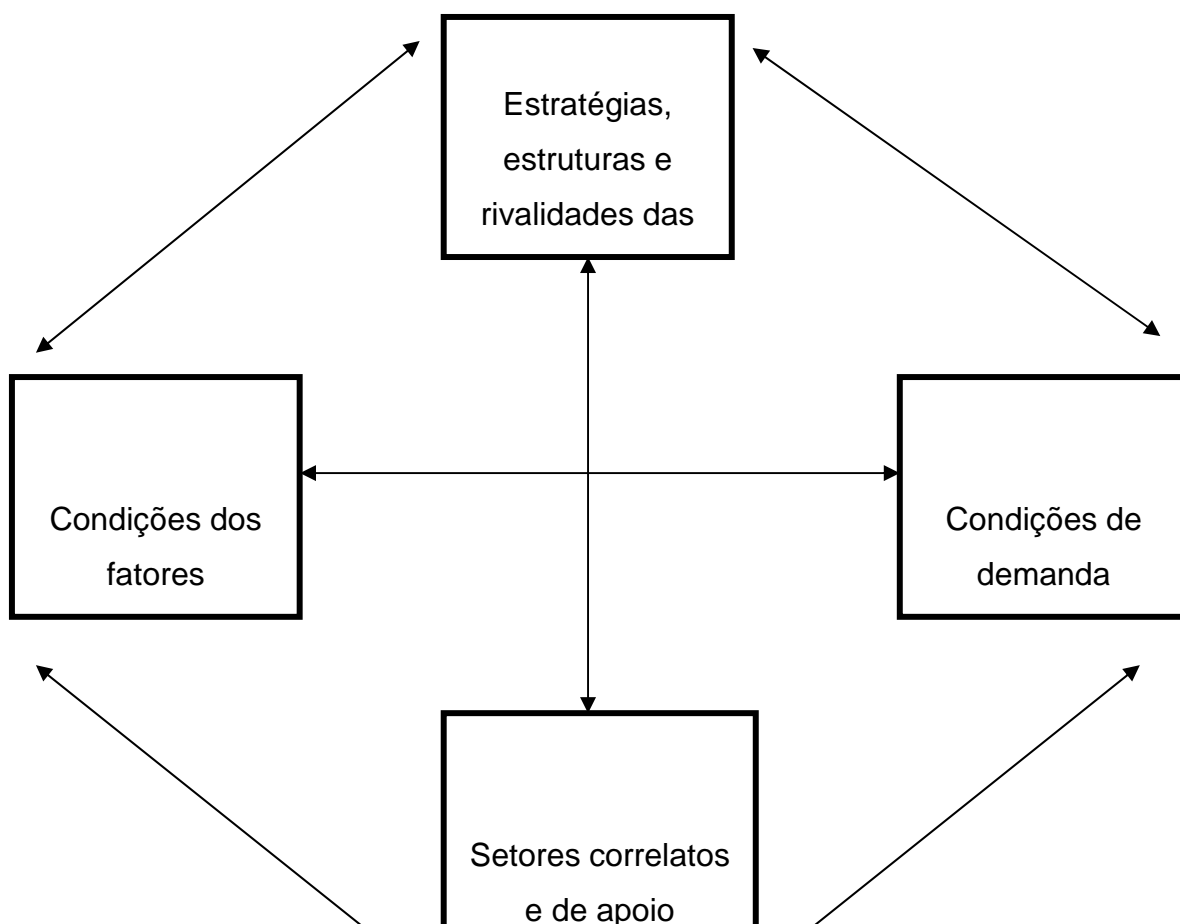 Estratégias,
estruturas e
rivalidades das
Condições dos
fatores
Condições de
demanda
Setores correlatos
e de apoio